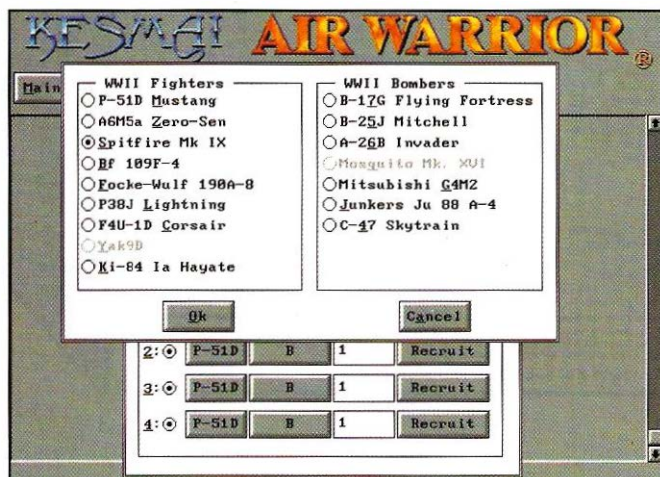 KESMAI AIR WARRIOR ®
Main
WWII Fighters
P-51D Mustang
A6M5a Zero-Sen
Spitfire Mk IX
Bf 109F-4
Focke-Wulf 190A-8
P38J Lightning
F4U-1D Corsair
Yak9D
Ki-84 Ia Hayate
WWII Bombers
B-17G Flying Fortress
B-25J Mitchell
A-26B Invader
Mosquito Mk. XVI
Mitsubishi G4M2
Junkers Ju 88 A-4
C-47 Skytrain
Ok
Cancel
2: P-51D B 1 Recruit
3: P-51D B 1 Recruit
4: P-51D B 1 Recruit